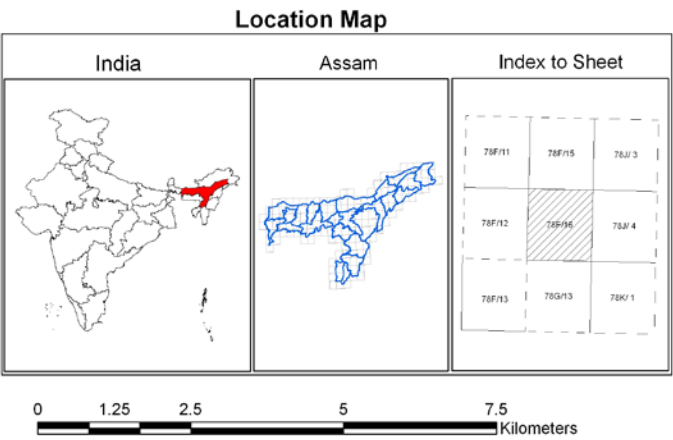 Location Map
India
Assam
Index to Sheet
78F/11 78F/15 78J/ 3
78F/12 78F/16 78J/ 4
78F/13 78G/13 78K/ 1
0 1.25 2.5 5 7.5
Kilometers